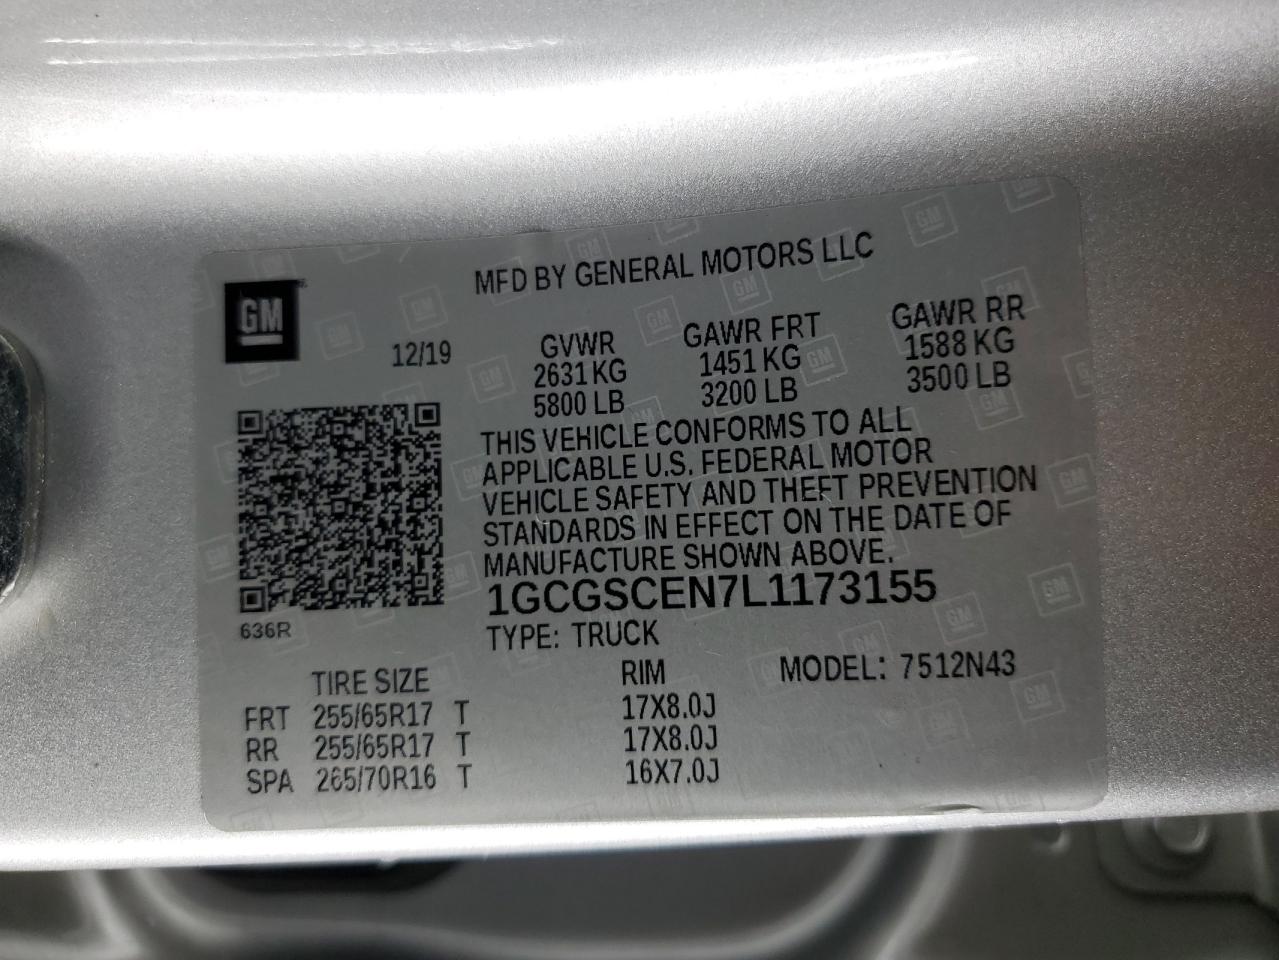 MFD BY GENERAL MOTORS LLC
GM
12/19
GVWR GAWR FRT GAWR RR
2631 KG 1451 KG 1588 KG
5800 LB 3200 LB 3500 LB
THIS VEHICLE CONFORMS TO ALL
APPLICABLE U.S. FEDERAL MOTOR
VEHICLE SAFETY AND THEFT PREVENTION
STANDARDS IN EFFECT ON THE DATE OF
MANUFACTURE SHOWN ABOVE.
1GCGSCEN7L1173155
636R
TYPE: TRUCK
TIRE SIZE RIM MODEL: 7512N43
FRT 255/65R17 T 17X8.0J
RR 255/65R17 T 17X8.0J
SPA 265/70R16 T 16X7.0J